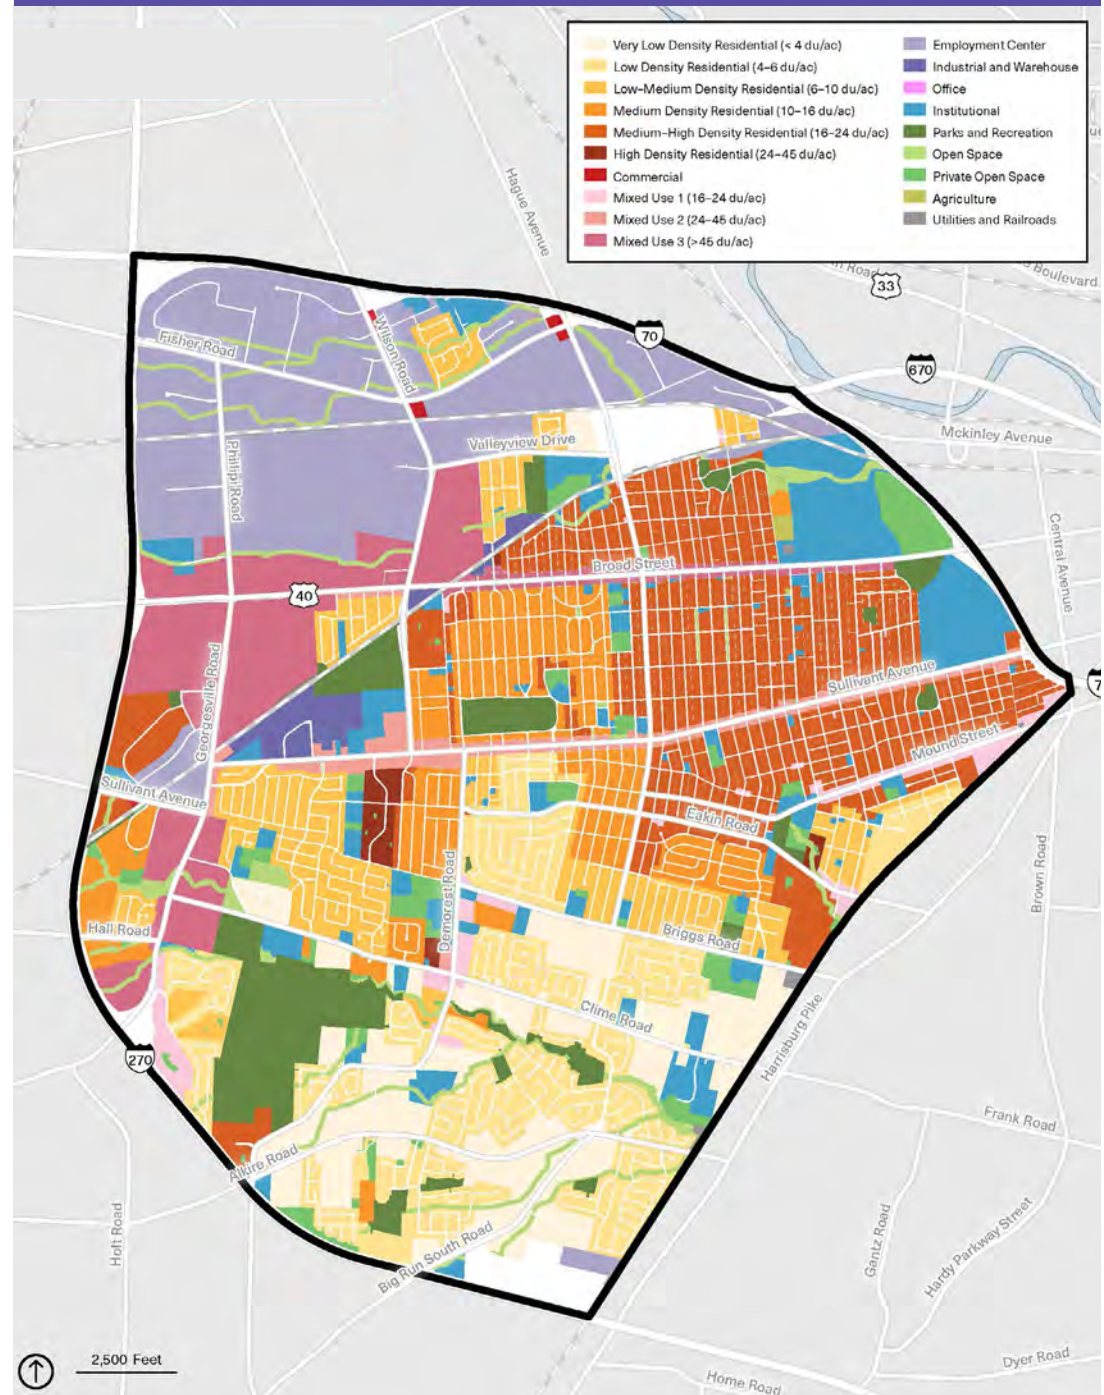 Very Low Density Residential (< 4 du/ac)
Low Density Residential (4–6 du/ac)
Low–Medium Density Residential (6–10 du/ac)
Medium Density Residential (10–16 du/ac)
Medium–High Density Residential (16–24 du/ac)
High Density Residential (24–45 du/ac)
Commercial
Mixed Use 1 (16–24 du/ac)
Mixed Use 2 (24–45 du/ac)
Mixed Use 3 (>45 du/ac)
Employment Center
Industrial and Warehouse
Office
Institutional
Parks and Recreation
Open Space
Private Open Space
Agriculture
Utilities and Railroads
Hague Avenue
Road
Boulevard
33
70
670
Fisher Road
Wilson Road
Mckinley Avenue
Valleyview Drive
Phillipi Road
Central Avenue
Broad Street
40
Georgesville Road
Sullivant Avenue
Mound Street
Sullivant Avenue
Eakin Road
Brown Road
Demorest Road
Hall Road
Briggs Road
Clime Road
Harrisburg Pike
270
Frank Road
Alkire Road
Holt Road
Big Run South Road
Gantz Road
Hardy Parkway Street
2,500 Feet
Dyer Road
Home Road